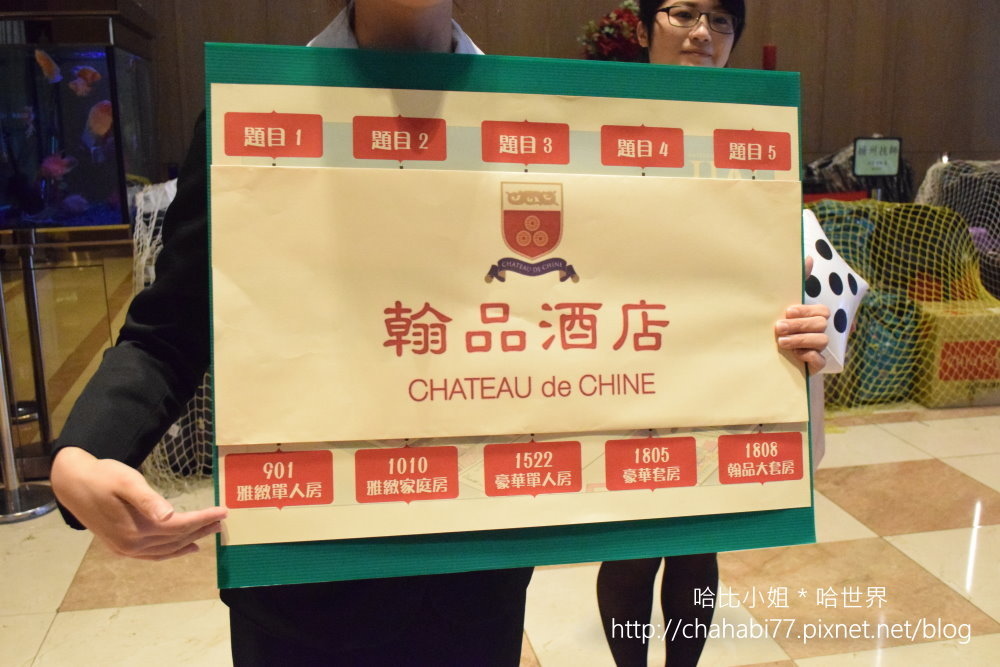 題目 1
題目 2
題目 3
題目 4
題目 5
CHATEAU DE CHINE
翰品酒店
CHATEAU de CHINE
901
雅緻單人房
1010
雅緻家庭房
1522
豪華單人房
1805
豪華套房
1808
翰品大套房
哈比小姐 * 哈世界
http://chahabi77.pixnet.net/blog